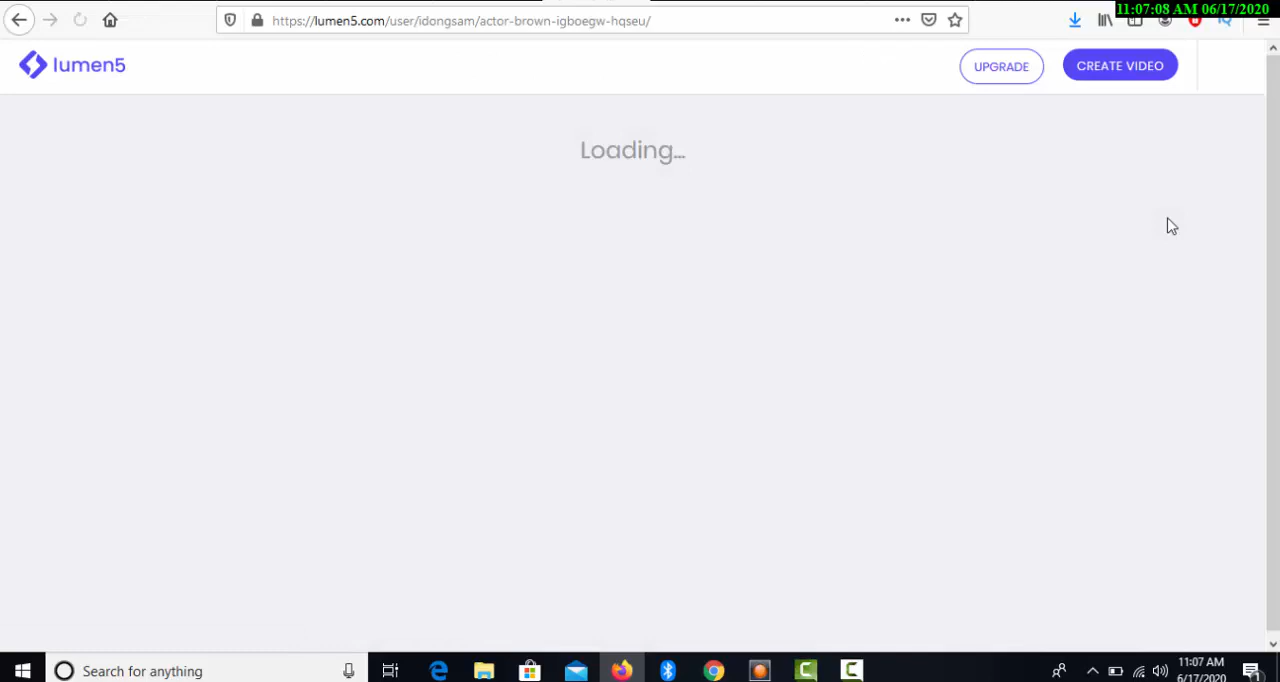 11:07:08 AM 06/17/2020
https://lumen5.com/user/idongsam/actor-brown-igboegw-hqseu/
lumen5
UPGRADE
CREATE VIDEO
Loading...
Search for anything
11:07 AM
6/17/2020
1